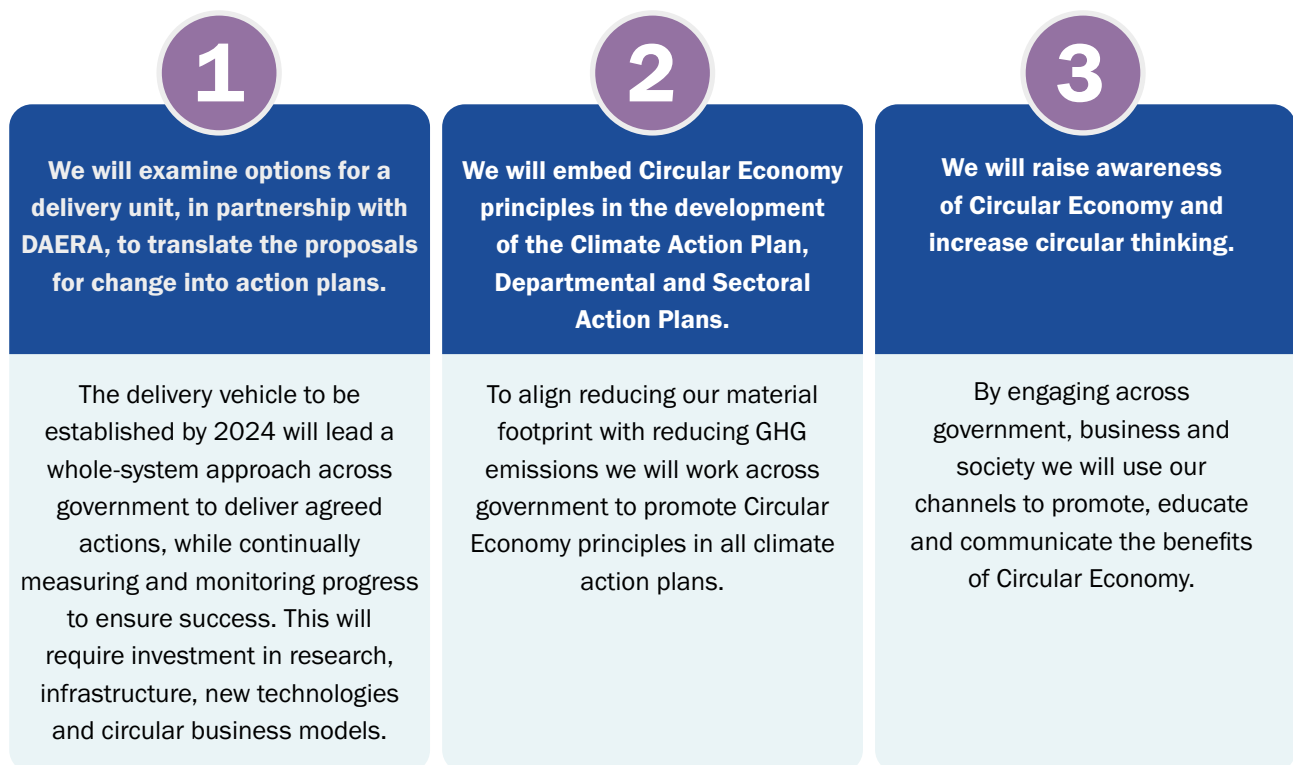 1
We will examine options for a
delivery unit, in partnership with
DAERA, to translate the proposals
for change into action plans.
The delivery vehicle to be
established by 2024 will lead a
whole-system approach across
government to deliver agreed
actions, while continually
measuring and monitoring progress
to ensure success. This will
require investment in research,
infrastructure, new technologies
and circular business models.
2
We will embed Circular Economy
principles in the development
of the Climate Action Plan,
Departmental and Sectoral
Action Plans.
To align reducing our material
footprint with reducing GHG
emissions we will work across
government to promote Circular
Economy principles in all climate
action plans.
3
We will raise awareness
of Circular Economy and
increase circular thinking.
By engaging across
government, business and
society we will use our
channels to promote, educate
and communicate the benefits
of Circular Economy.